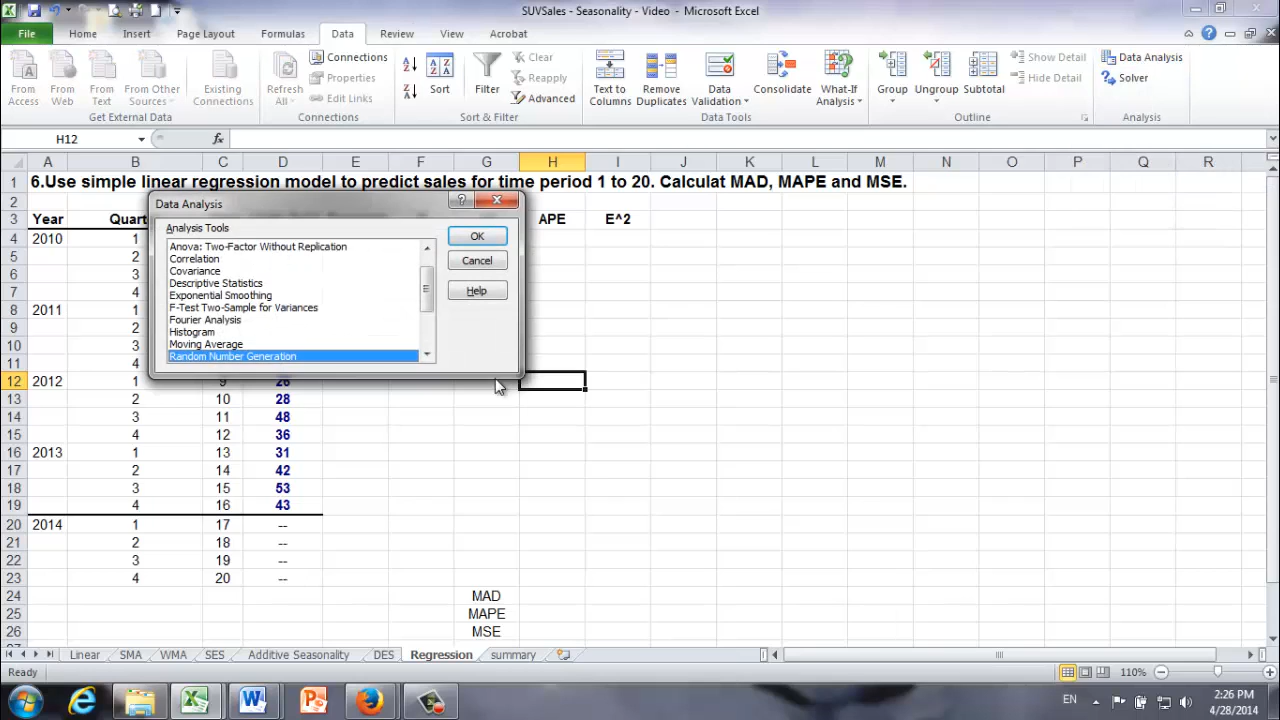 SUVSales - Seasonality - Video - Microsoft Excel
File Home Insert Page Layout Formulas Data Review View Acrobat
From Access
From Web
From Text
From Other Sources
Existing Connections
Get External Data
Refresh All
Connections
Properties
Edit Links
Connections
Sort
Filter
Clear
Reapply
Advanced
Sort & Filter
Text to Columns
Remove Duplicates
Data Validation
Consolidate
What-If Analysis
Data Tools
Group
Ungroup
Subtotal
Show Detail
Hide Detail
Outline
Data Analysis
Solver
Analysis
H12 fx
A B C D E F G H I J K L M N O P Q R
1 6.Use simple linear regression model to predict sales for time period 1 to 20. Calculat MAD, MAPE and MSE.
2
3 Year Quart APE E^2
4 2010 1
5 2
6 3
7 4
8 2011 1
9 2
10 3
11 4
12 2012 1 9 26
13 2 10 28
14 3 11 48
15 4 12 36
16 2013 1 13 31
17 2 14 42
18 3 15 53
19 4 16 43
20 2014 1 17 --
21 2 18 --
22 3 19 --
23 4 20 --
24 MAD
25 MAPE
26 MSE
Data Analysis
Analysis Tools
Anova: Two-Factor Without Replication
Correlation
Covariance
Descriptive Statistics
Exponential Smoothing
F-Test Two-Sample for Variances
Fourier Analysis
Histogram
Moving Average
Random Number Generation
OK
Cancel
Help
Linear SMA WMA SES Additive Seasonality DES Regression summary
Ready 110%
EN 2:26 PM
4/28/2014